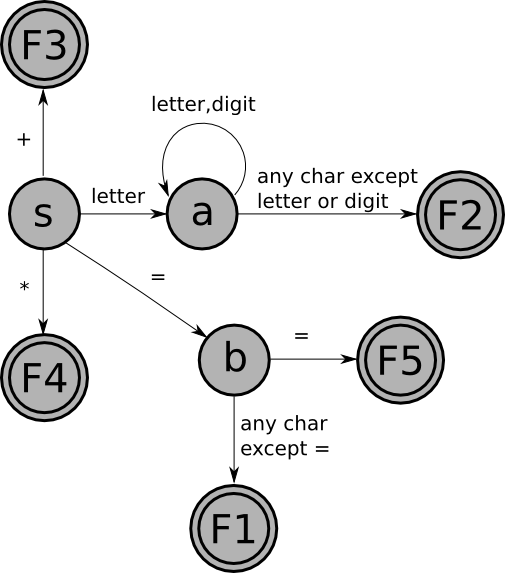 F3
letter,digit
+
any char except
letter
letter or digit
s
a
F2
*
=
=
b
F5
F4
any char
except =
F1